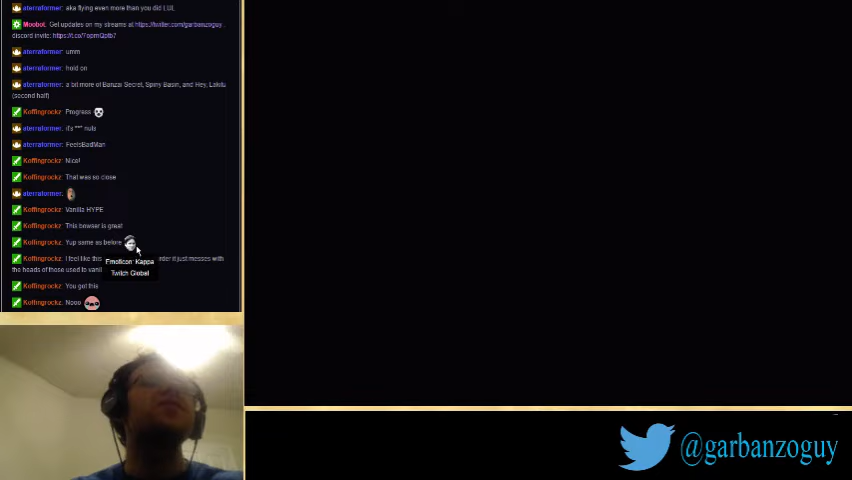 aterraformer: aka flying even more than you did LUL
Moobot: Get updates on my streams at https://twitter.com/garbanzoguy .
discord invite:
aterraformer: umm
aterraformer: hold on
aterraformer: a bit more of Banzai Secret, Spiny Basin, and Hey, Lakitu
(second half)
Koffingrockz: Progress
aterraformer: it's *** nuts
aterraformer: FeelsBadMan
Koffingrockz: Nice!
Koffingrockz: That was so close
aterraformer:
Koffingrockz: Vanilla HYPE
Koffingrockz: This bowser is great
Koffingrockz: Yup same as before
Emoticon: Kappa
Twitch Global
Koffingrockz: I feel like this rder it just messes with
the heads of those used to vanil
Koffingrockz: You got this
Koffingrockz: Nooo
@garbanzoguy